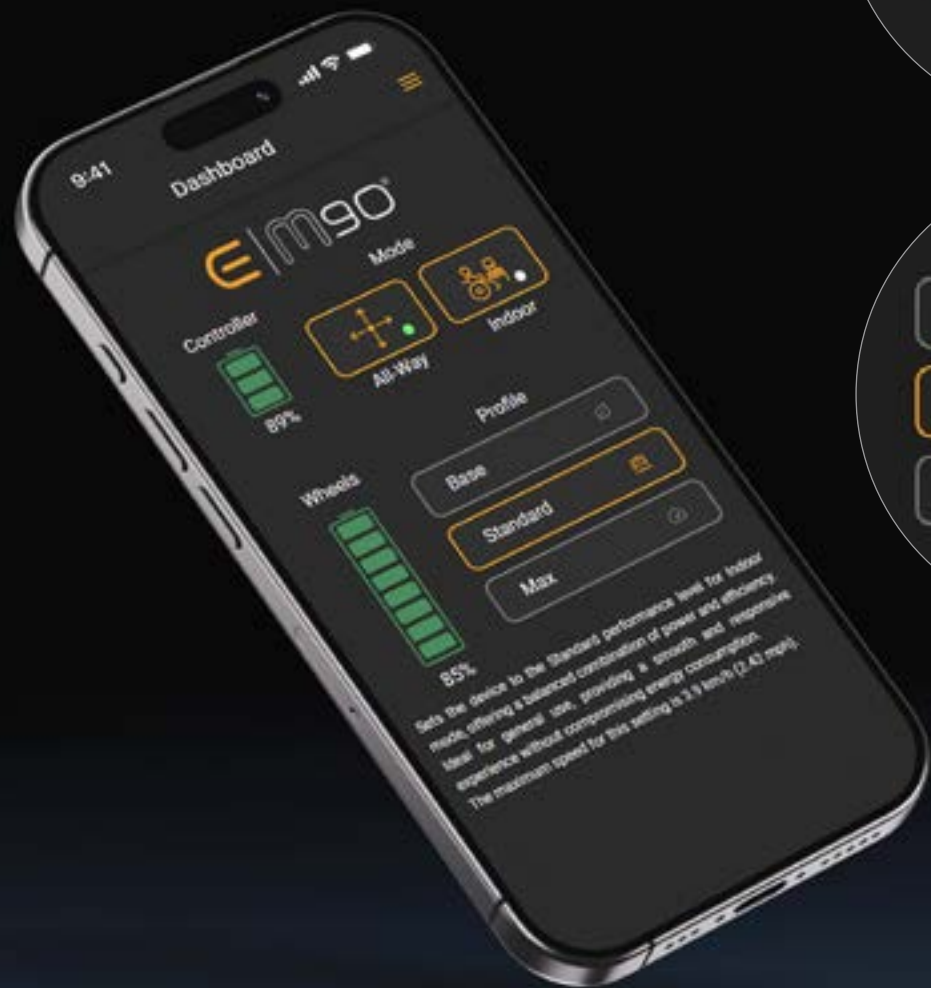 9:41
Dashboard
elmgo®
Mode
Controller
89%
All-Way
Indoor
Profile
Wheels
85%
Base
Standard
Max
Sets the device to the Standard performance level for Indoor
mode, offering a balanced combination of power and efficiency.
Ideal for general use, providing a smooth and responsive
experience without compromising energy consumption.
The maximum speed for this setting is 3.9 km/h (2.42 mph).